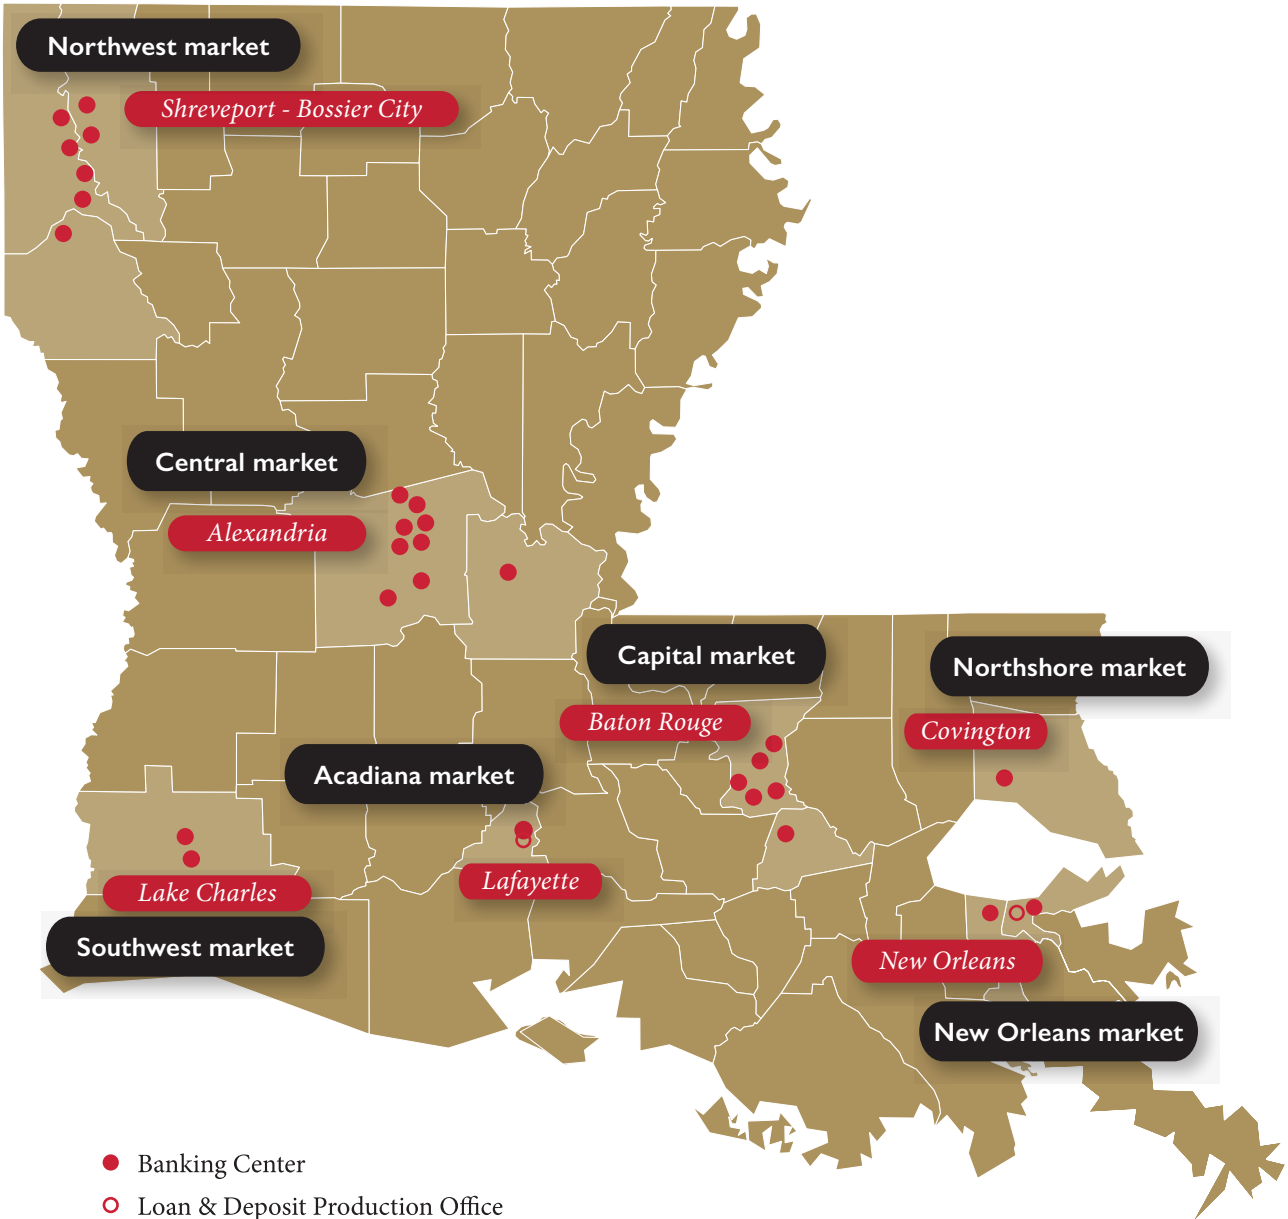 Northwest market
Shreveport - Bossier City
Central market
Alexandria
Capital market
Northshore market
Baton Rouge
Covington
Acadiana market
Lafayette
Lake Charles
Southwest market
New Orleans
New Orleans market
Banking Center
Loan & Deposit Production Office